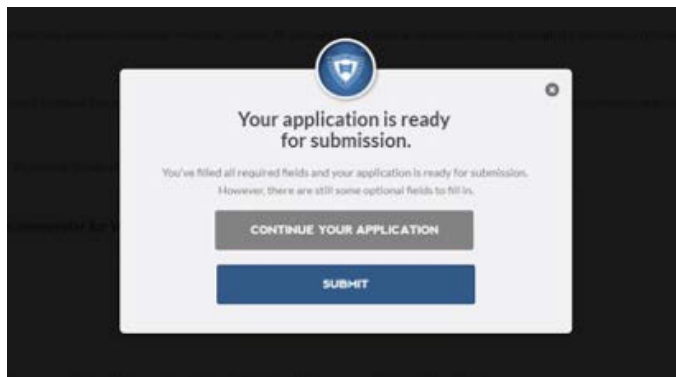 Your application is ready
for submission.
You've filled all required fields and your application is ready for submission.
However, there are still some optional fields to fill in.
CONTINUE YOUR APPLICATION
SUBMIT